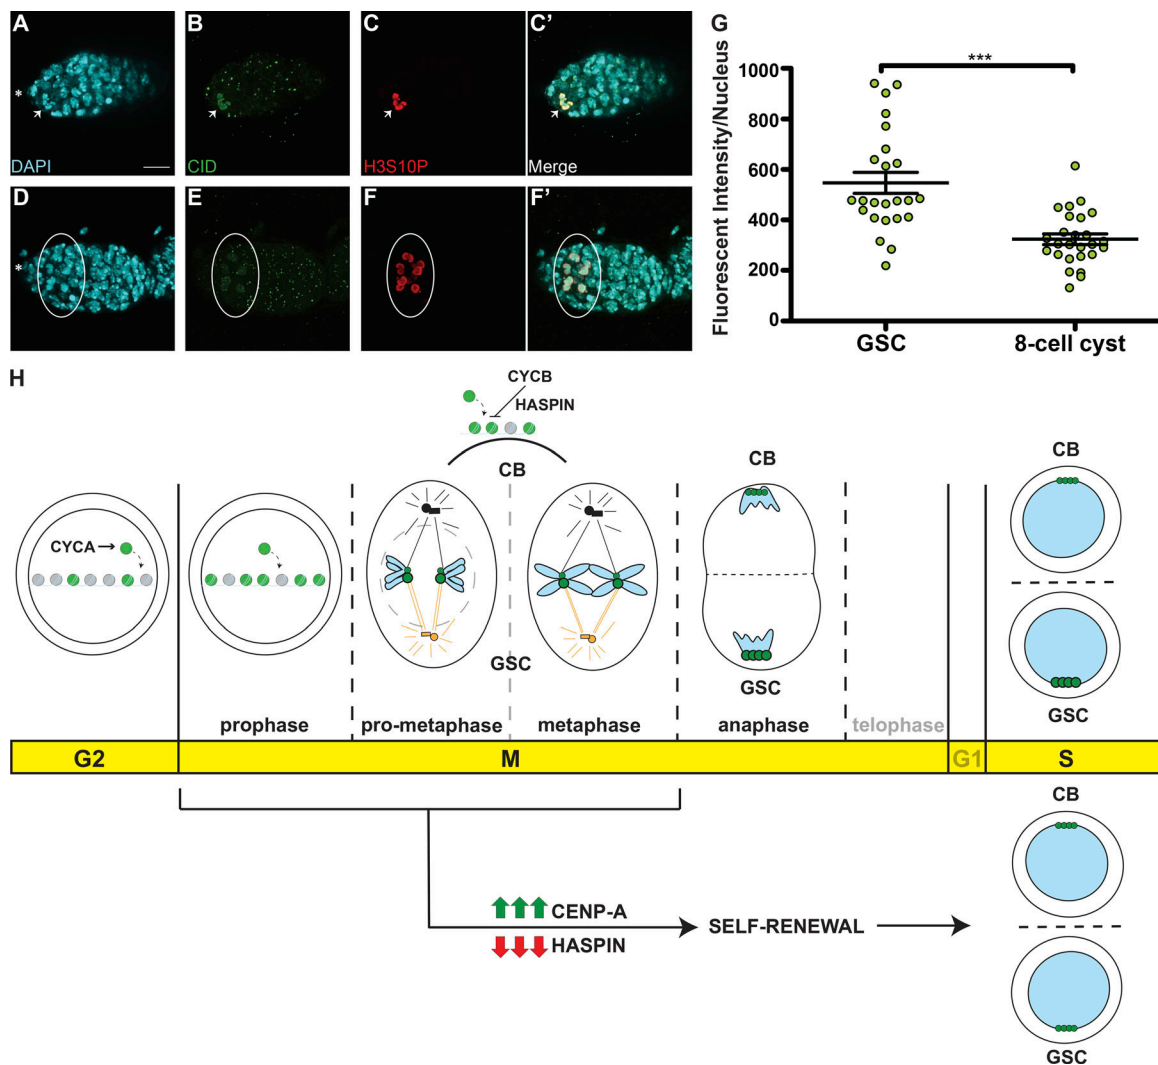 A
B
C
C'
*
DAPI
CID
H3S10P
Merge
D
E
F
F'
*
G
Fluorescent Intensity/Nucleus
***
1000
800
600
400
200
0
GSC
8-cell cyst
H
CYCB
HASPIN
CYCA
CB
GSC
CB
GSC
CB
GSC
prophase
pro-metaphase
metaphase
anaphase
telophase
G2
M
G1
S
CENP-A
HASPIN
SELF-RENEWAL
CB
GSC